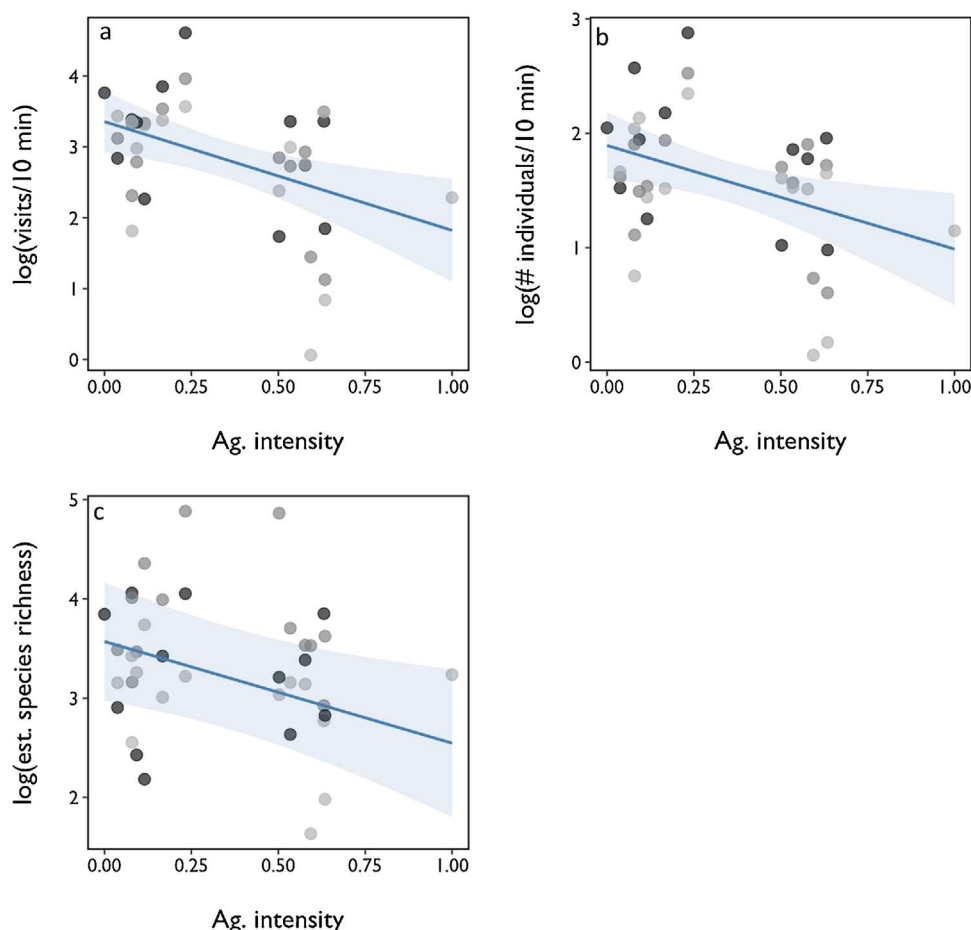 a
log(visits/10 min)
4
3
2
1
0
0.00 0.25 0.50 0.75 1.00
Ag. intensity
b
log(# individuals/10 min)
3
2
1
0
0.00 0.25 0.50 0.75 1.00
Ag. intensity
c
log(est. species richness)
5
4
3
2
0.00 0.25 0.50 0.75 1.00
Ag. intensity